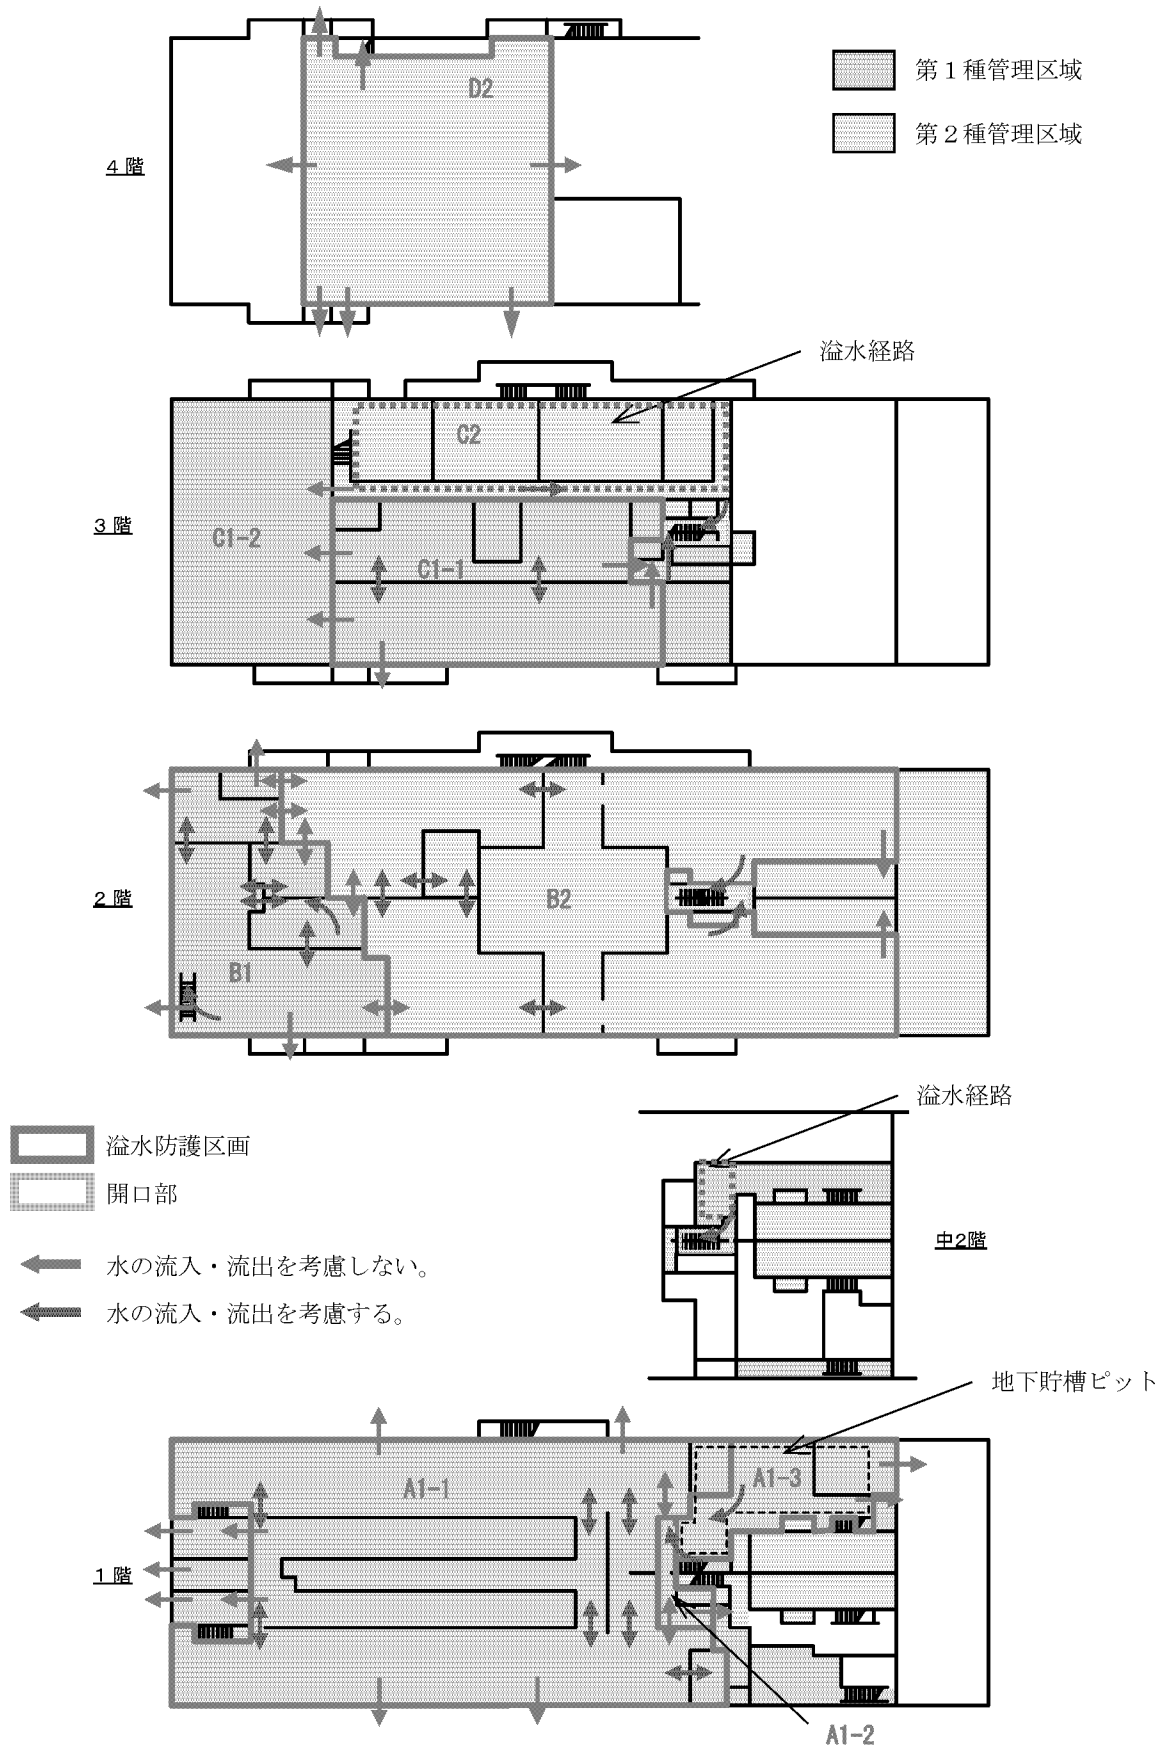 D2
第1種管理区域
第2種管理区域
4階
溢水経路
C2
3階
C1-2
C1-1
2階
B2
B1
溢水経路
溢水防護区画
開口部
中2階
水の流入・流出を考慮しない。
水の流入・流出を考慮する。
地下貯槽ピット
A1-1
A1-3
1階
A1-2